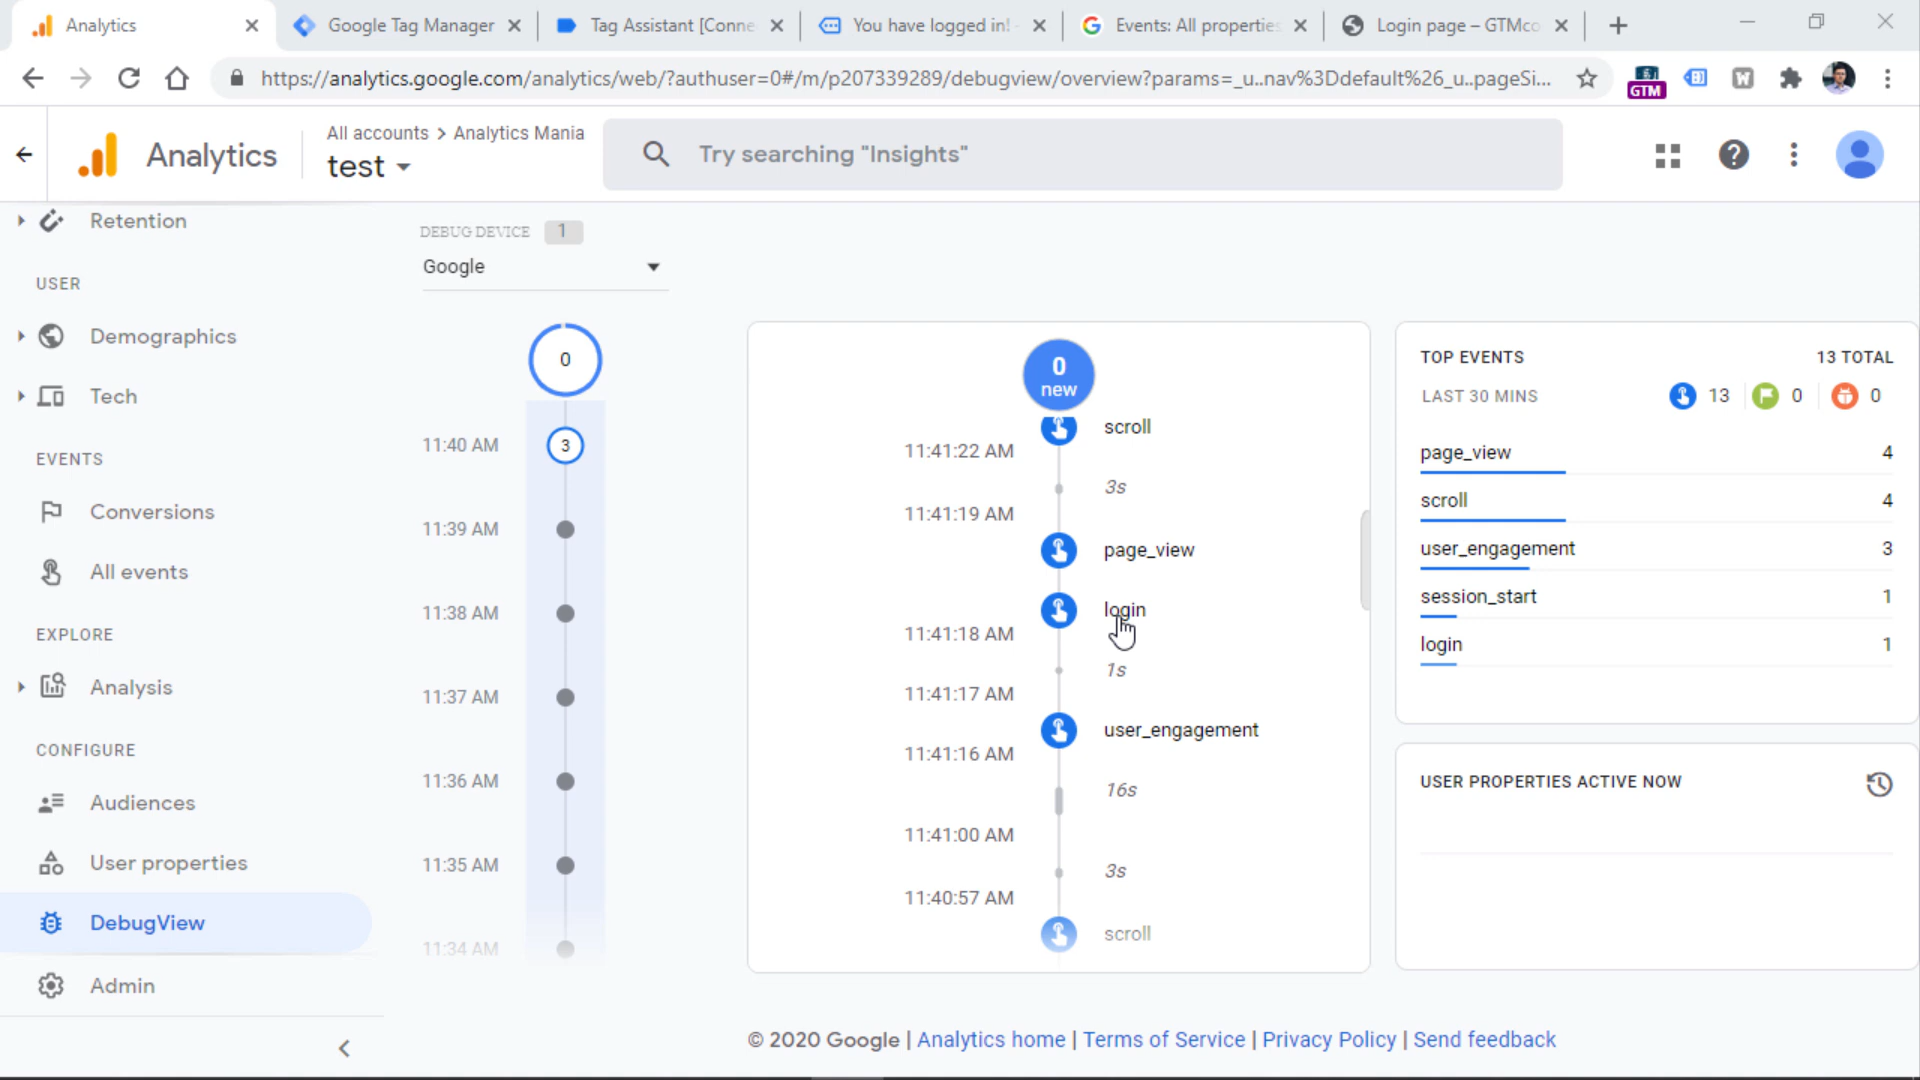 Analytics
Google Tag Manager
Tag Assistant [Conne
You have logged in! -
Events: All properties
Login page – GTMco
https://analytics.google.com/analytics/web/?authuser=0#/m/p207339289/debugview/overview?params=_u..nav%3Ddefault%26_u..pageSi...
GTM
W
Analytics
All accounts > Analytics Mania
test
Try searching "Insights"
Retention
USER
Demographics
Tech
EVENTS
Conversions
All events
EXPLORE
Analysis
CONFIGURE
Audiences
User properties
DebugView
Admin
DEBUG DEVICE 1
Google
0
11:40 AM 3
11:39 AM
11:38 AM
11:37 AM
11:36 AM
11:35 AM
11:34 AM
0
new
scroll
11:41:22 AM
3s
11:41:19 AM
page_view
login
11:41:18 AM
1s
11:41:17 AM
user_engagement
11:41:16 AM
16s
11:41:00 AM
3s
11:40:57 AM
scroll
TOP EVENTS 13 TOTAL
LAST 30 MINS 13 0 0
page_view 4
scroll 4
user_engagement 3
session_start 1
login 1
USER PROPERTIES ACTIVE NOW
© 2020 Google | Analytics home | Terms of Service | Privacy Policy | Send feedback